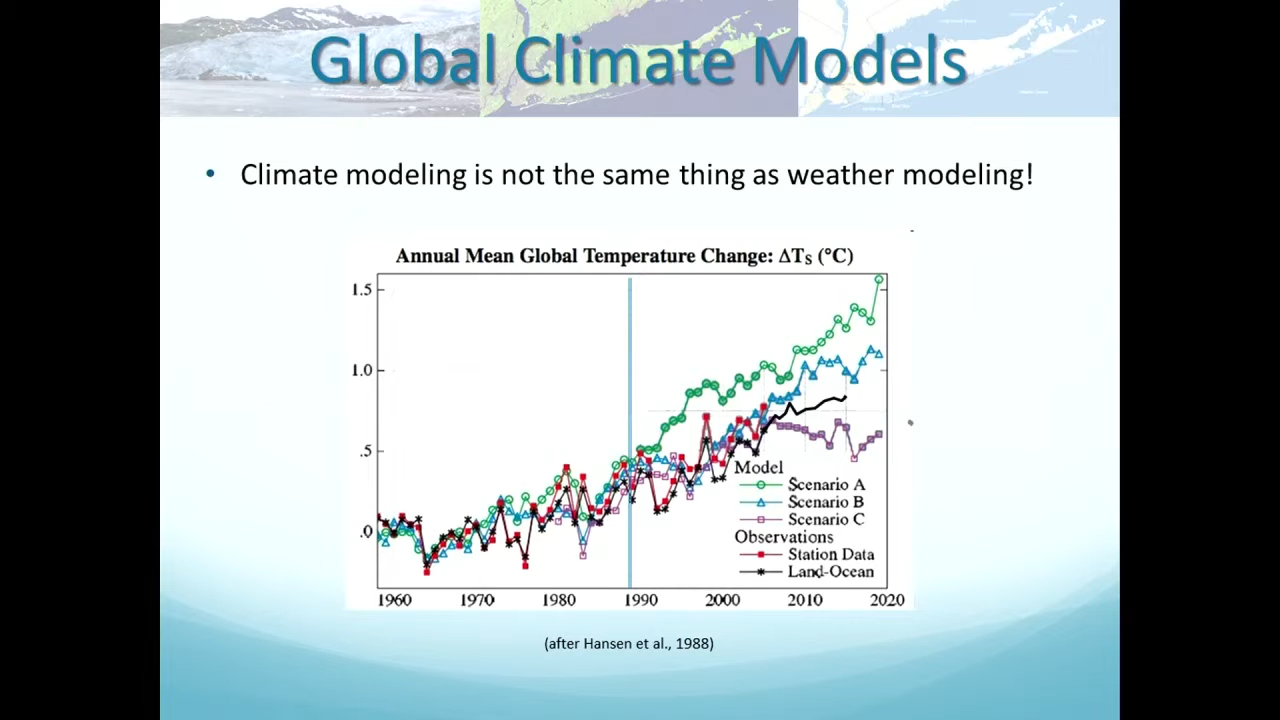 Global Climate Models
• Climate modeling is not the same thing as weather modeling!
Annual Mean Global Temperature Change: ΔTs (°C)
1.5
1.0
.5
.0
Model
Scenario A
Scenario B
Scenario C
Observations
Station Data
Land-Ocean
1960 1970 1980 1990 2000 2010 2020
(after Hansen et al., 1988)